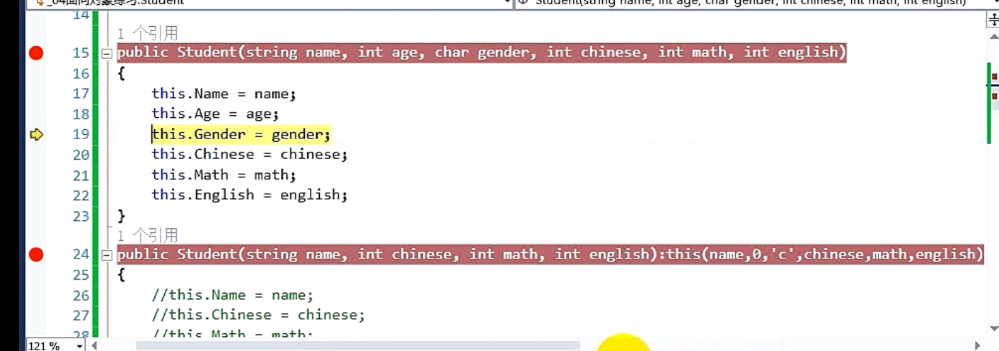 _04面向对象练习.Student
Student(string name, int age, char gender, int chinese, int math, int english)
14
1 个引用
15 public Student(string name, int age, char gender, int chinese, int math, int english)
16 {
17 this.Name = name;
18 this.Age = age;
19 this.Gender = gender;
20 this.Chinese = chinese;
21 this.Math = math;
22 this.English = english;
23 }
1 个引用
24 public Student(string name, int chinese, int math, int english):this(name,0,'c',chinese,math,english)
25 {
26 //this.Name = name;
27 //this.Chinese = chinese;
28 //this.Math = math;
121 %